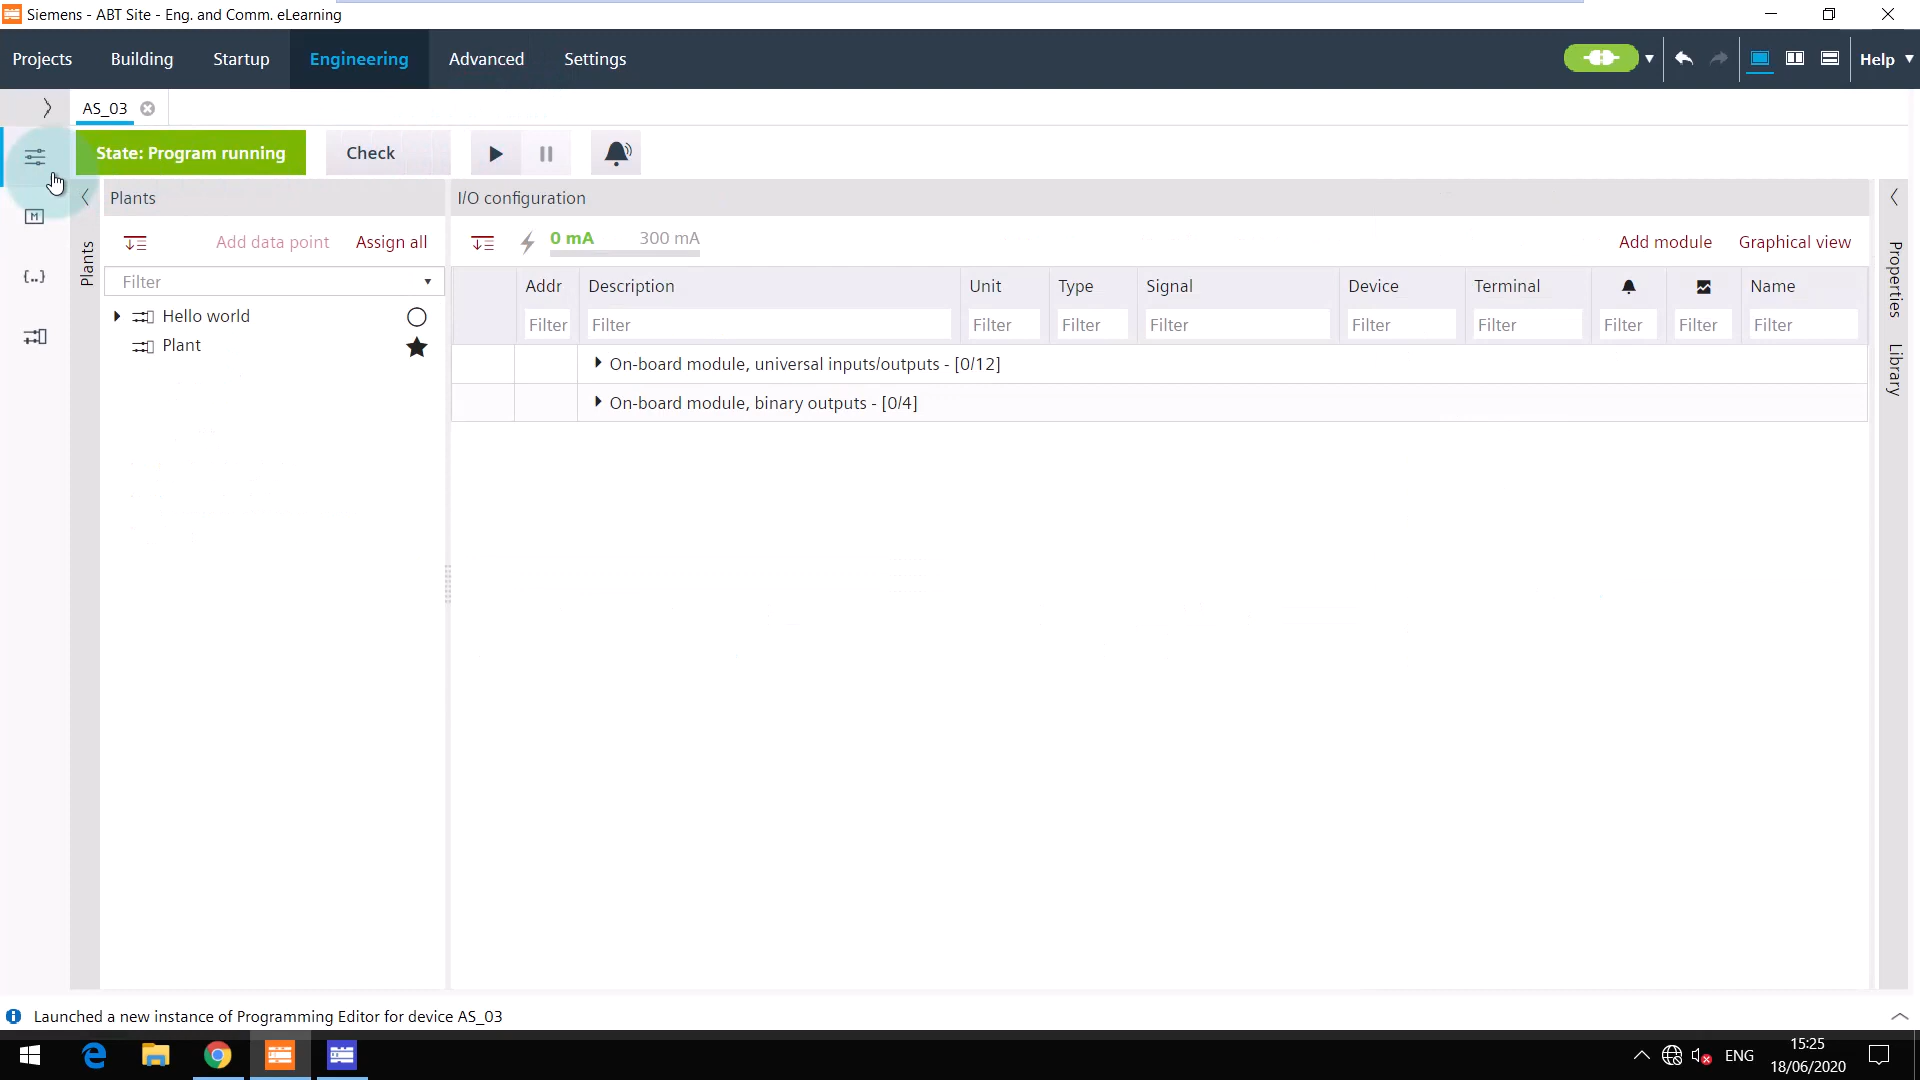 Siemens - ABT Site - Eng. and Comm. eLearning
Projects Building Startup Engineering Advanced Settings Help
AS_03
State: Program running Check
Plants I/O configuration
Add data point Assign all 0 mA 300 mA Add module Graphical view
Plants
Filter
Hello world
Plant
Addr Description Unit Type Signal Device Terminal Name
Filter Filter Filter Filter Filter Filter Filter Filter Filter Filter
On-board module, universal inputs/outputs - [0/12]
On-board module, binary outputs - [0/4]
Properties
Library
M
{..}
Launched a new instance of Programming Editor for device AS_03
ENG
15:25
18/06/2020